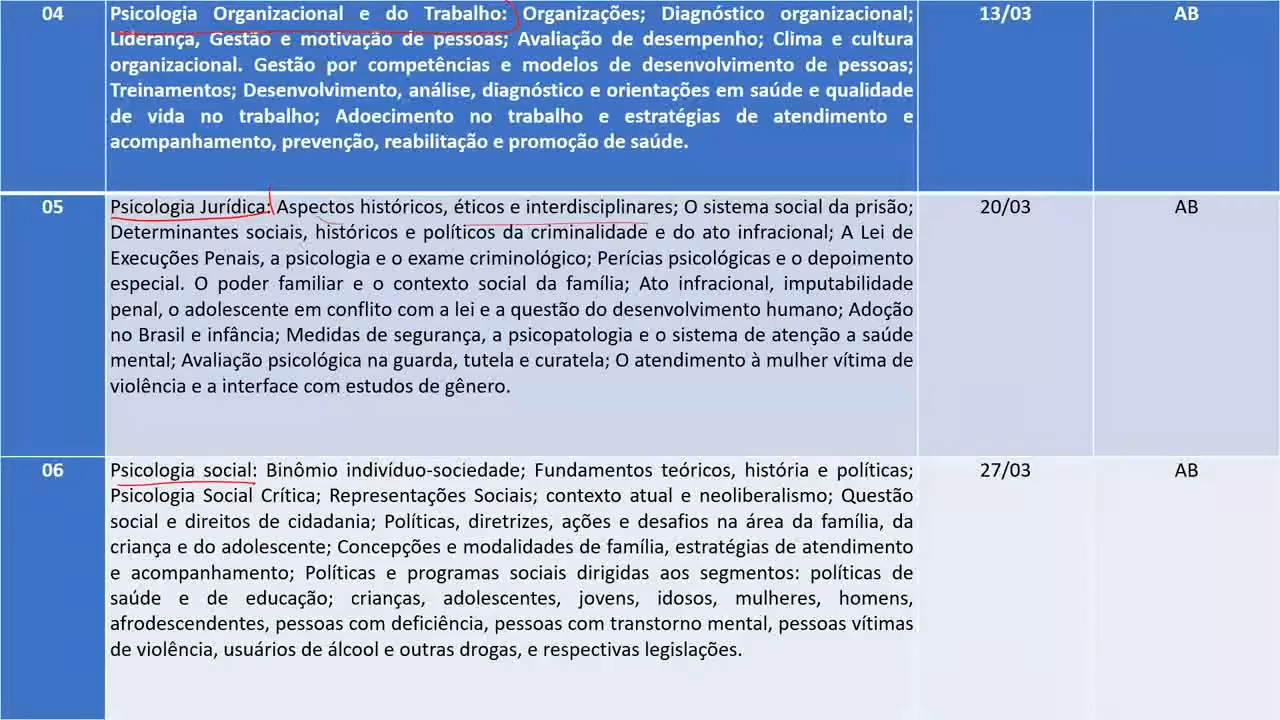 04
Psicologia Organizacional e do Trabalho: Organizações; Diagnóstico organizacional;
Liderança, Gestão e motivação de pessoas; Avaliação de desempenho; Clima e cultura
organizacional. Gestão por competências e modelos de desenvolvimento de pessoas;
Treinamentos; Desenvolvimento, análise, diagnóstico e orientações em saúde e qualidade
de vida no trabalho; Adoecimento no trabalho e estratégias de atendimento e
acompanhamento, prevenção, reabilitação e promoção de saúde.
13/03
AB
05
Psicologia Jurídica: Aspectos históricos, éticos e interdisciplinares; O sistema social da prisão;
Determinantes sociais, históricos e políticos da criminalidade e do ato infracional; A Lei de
Execuções Penais, a psicologia e o exame criminológico; Perícias psicológicas e o depoimento
especial. O poder familiar e o contexto social da família; Ato infracional, imputabilidade
penal, o adolescente em conflito com a lei e a questão do desenvolvimento humano; Adoção
no Brasil e infância; Medidas de segurança, a psicopatologia e o sistema de atenção a saúde
mental; Avaliação psicológica na guarda, tutela e curatela; O atendimento à mulher vítima de
violência e a interface com estudos de gênero.
20/03
AB
06
Psicologia social: Binômio indivíduo-sociedade; Fundamentos teóricos, história e políticas;
Psicologia Social Crítica; Representações Sociais; contexto atual e neoliberalismo; Questão
social e direitos de cidadania; Políticas, diretrizes, ações e desafios na área da família, da
criança e do adolescente; Concepções e modalidades de família, estratégias de atendimento
e acompanhamento; Políticas e programas sociais dirigidas aos segmentos: políticas de
saúde e de educação; crianças, adolescentes, jovens, idosos, mulheres, homens,
afrodescendentes, pessoas com deficiência, pessoas com transtorno mental, pessoas vítimas
de violência, usuários de álcool e outras drogas, e respectivas legislações.
27/03
AB